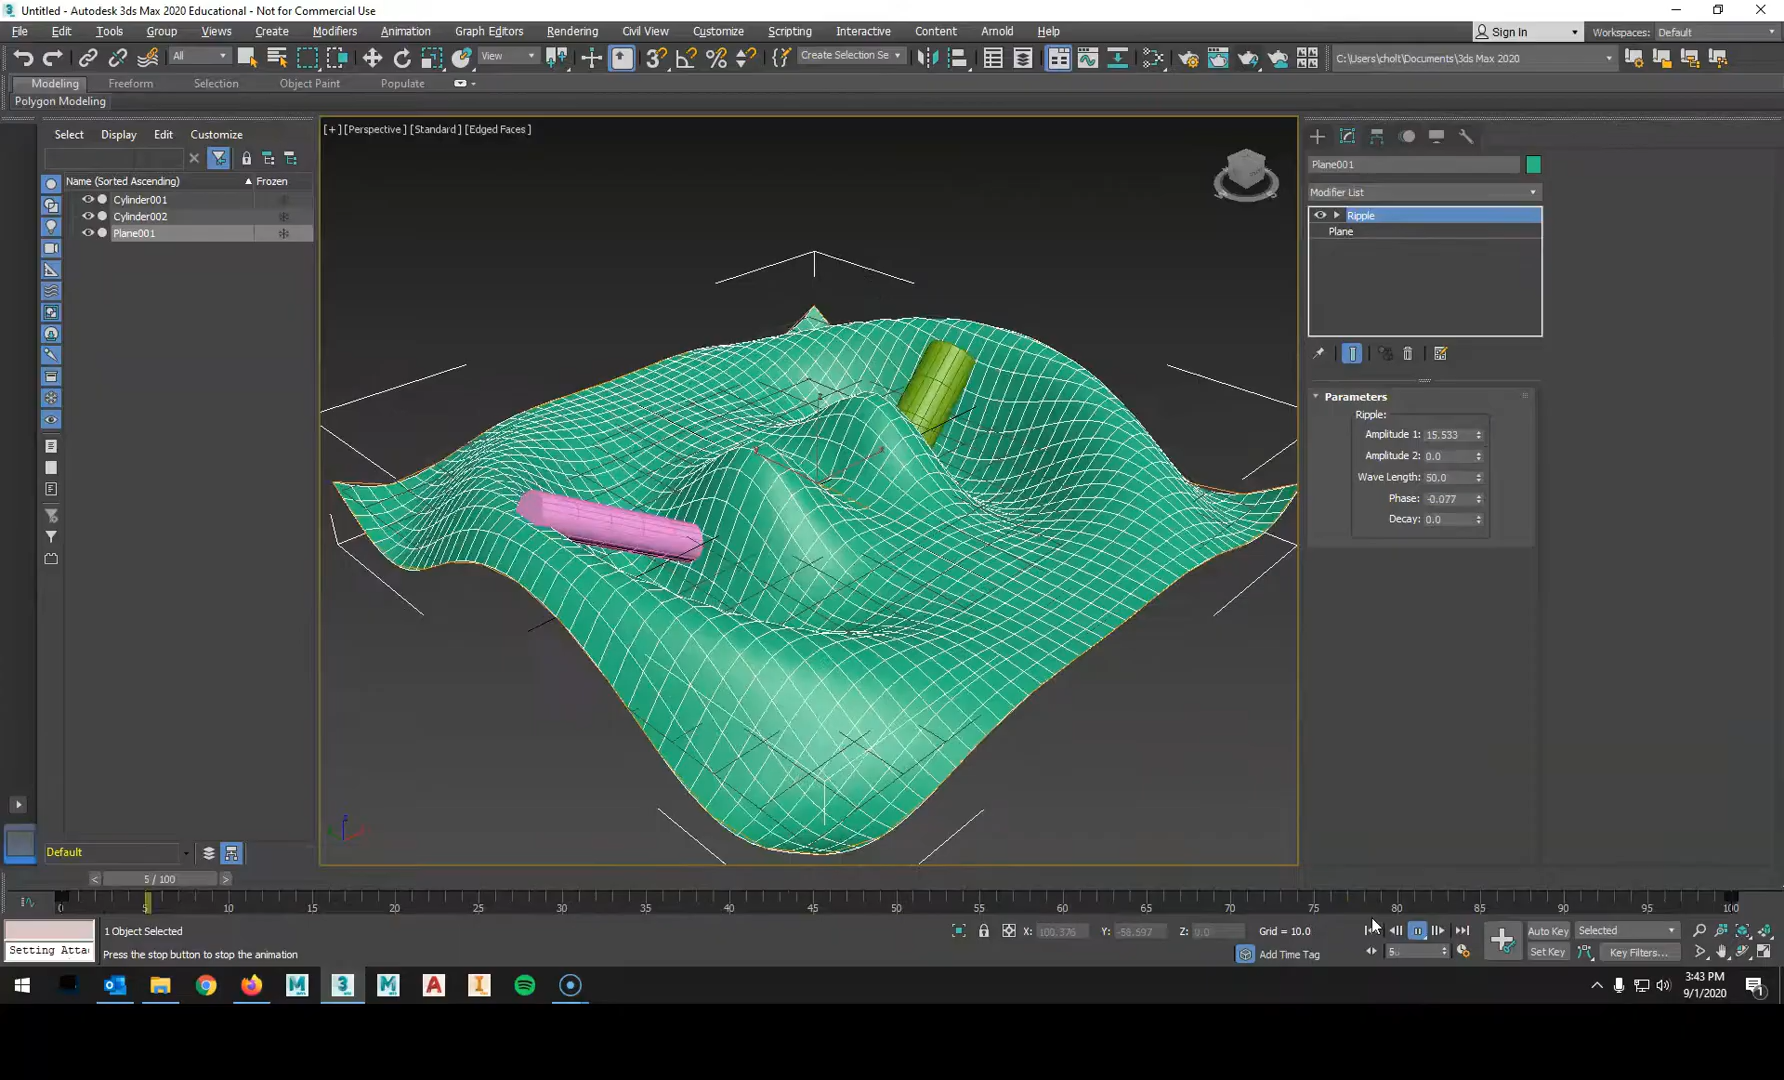 Untitled - Autodesk 3ds Max 2020 Educational - Not for Commercial Use
File Edit Tools Group Views Create Modifiers Animation Graph Editors Rendering Civil View Customize Scripting Interactive Content Arnold Help Sign In Workspaces: Default
All View Create Selection Se C:\Users\cholt\Documents\3ds Max 2020
Modeling Freeform Selection Object Paint Populate
Polygon Modeling
Select Display Edit Customize
[+] [Perspective] [Standard] [Edged Faces]
Name (Sorted Ascending) Frozen
Cylinder001
Cylinder002
Plane001
Plane001
Modifier List
Ripple
Plane
Parameters
Ripple:
Amplitude 1: 15.533
Amplitude 2: 0.0
Wave Length: 50.0
Phase: -0.077
Decay: 0.0
Default
5 / 100
0 5 10 15 20 25 30 35 40 45 50 55 60 65 70 75 80 85 90 95 100
1 Object Selected X: 100.376 Y: -58.597 Z: 0.0 Grid = 10.0 Auto Key Selected
Setting Atta Press the stop button to stop the animation Add Time Tag Set Key Key Filters...
3:43 PM
9/1/2020